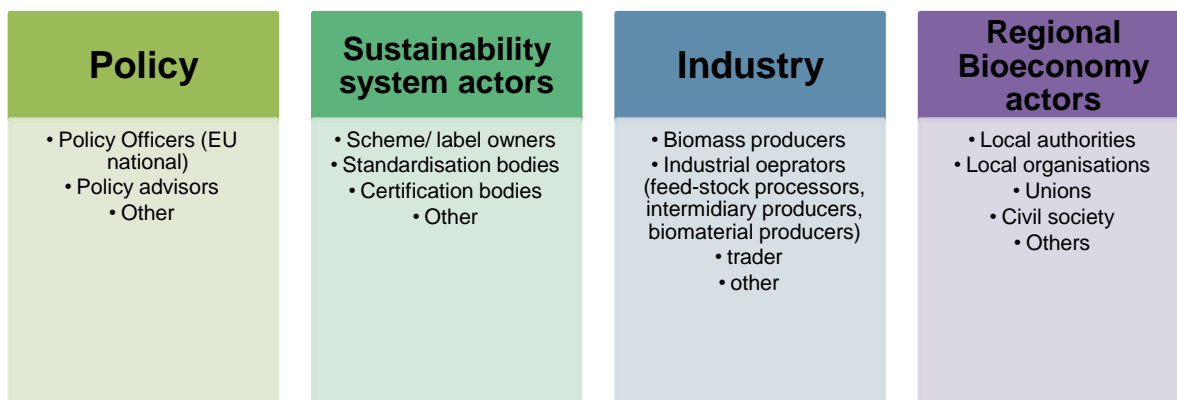 Policy
• Policy Officers (EU
national)
• Policy advisors
• Other
Sustainability
system actors
• Scheme/ label owners
• Standardisation bodies
• Certification bodies
• Other
Industry
• Biomass producers
• Industrial oeprators
(feed-stock processors,
intermidiary producers,
biomaterial producers)
• trader
• other
Regional
Bioeconomy
actors
• Local authorities
• Local organisations
• Unions
• Civil society
• Others